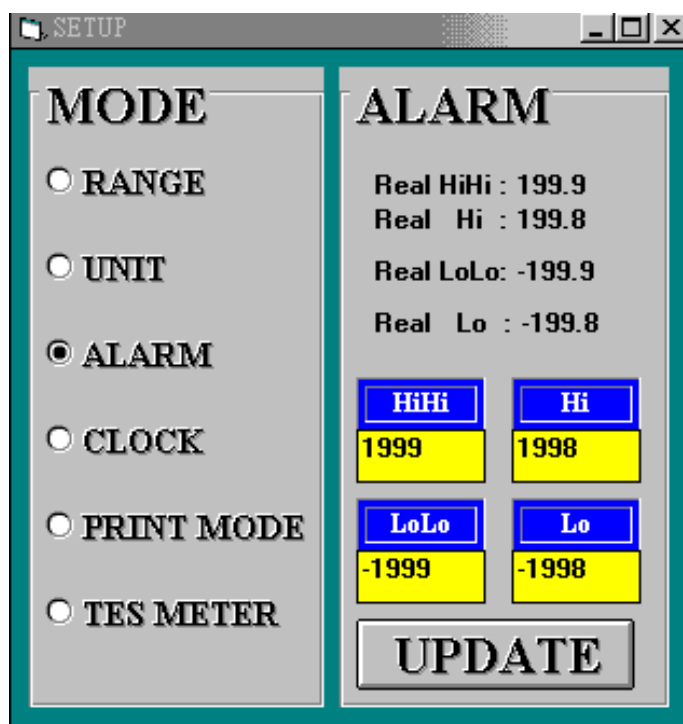 SETUP
MODE
RANGE
UNIT
ALARM
CLOCK
PRINT MODE
TES METER
ALARM
Real HiHi : 199.9
Real Hi : 199.8
Real LoLo: -199.9
Real Lo : -199.8
HiHi Hi
1999 1998
LoLo Lo
-1999 -1998
UPDATE